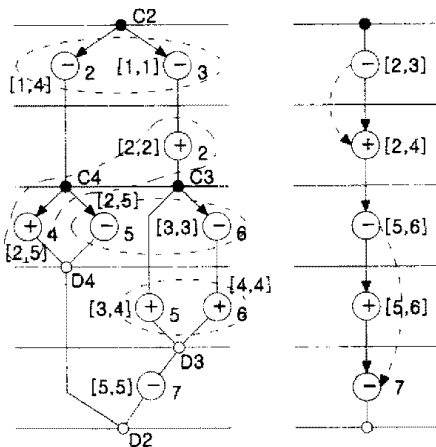 C2
− 2 [1,1] − 3 − [2,3]
[1,4]
[2,2] + 2 + [2,4]
C4 C3
[2,5]
+ 4 − 5 [3,3] − 6 − [5,6]
[2,5]
D4 [4,4]
[3,4] + 5 + 6 + [5,6]
D3
[5,5] − 7 − 7
D2